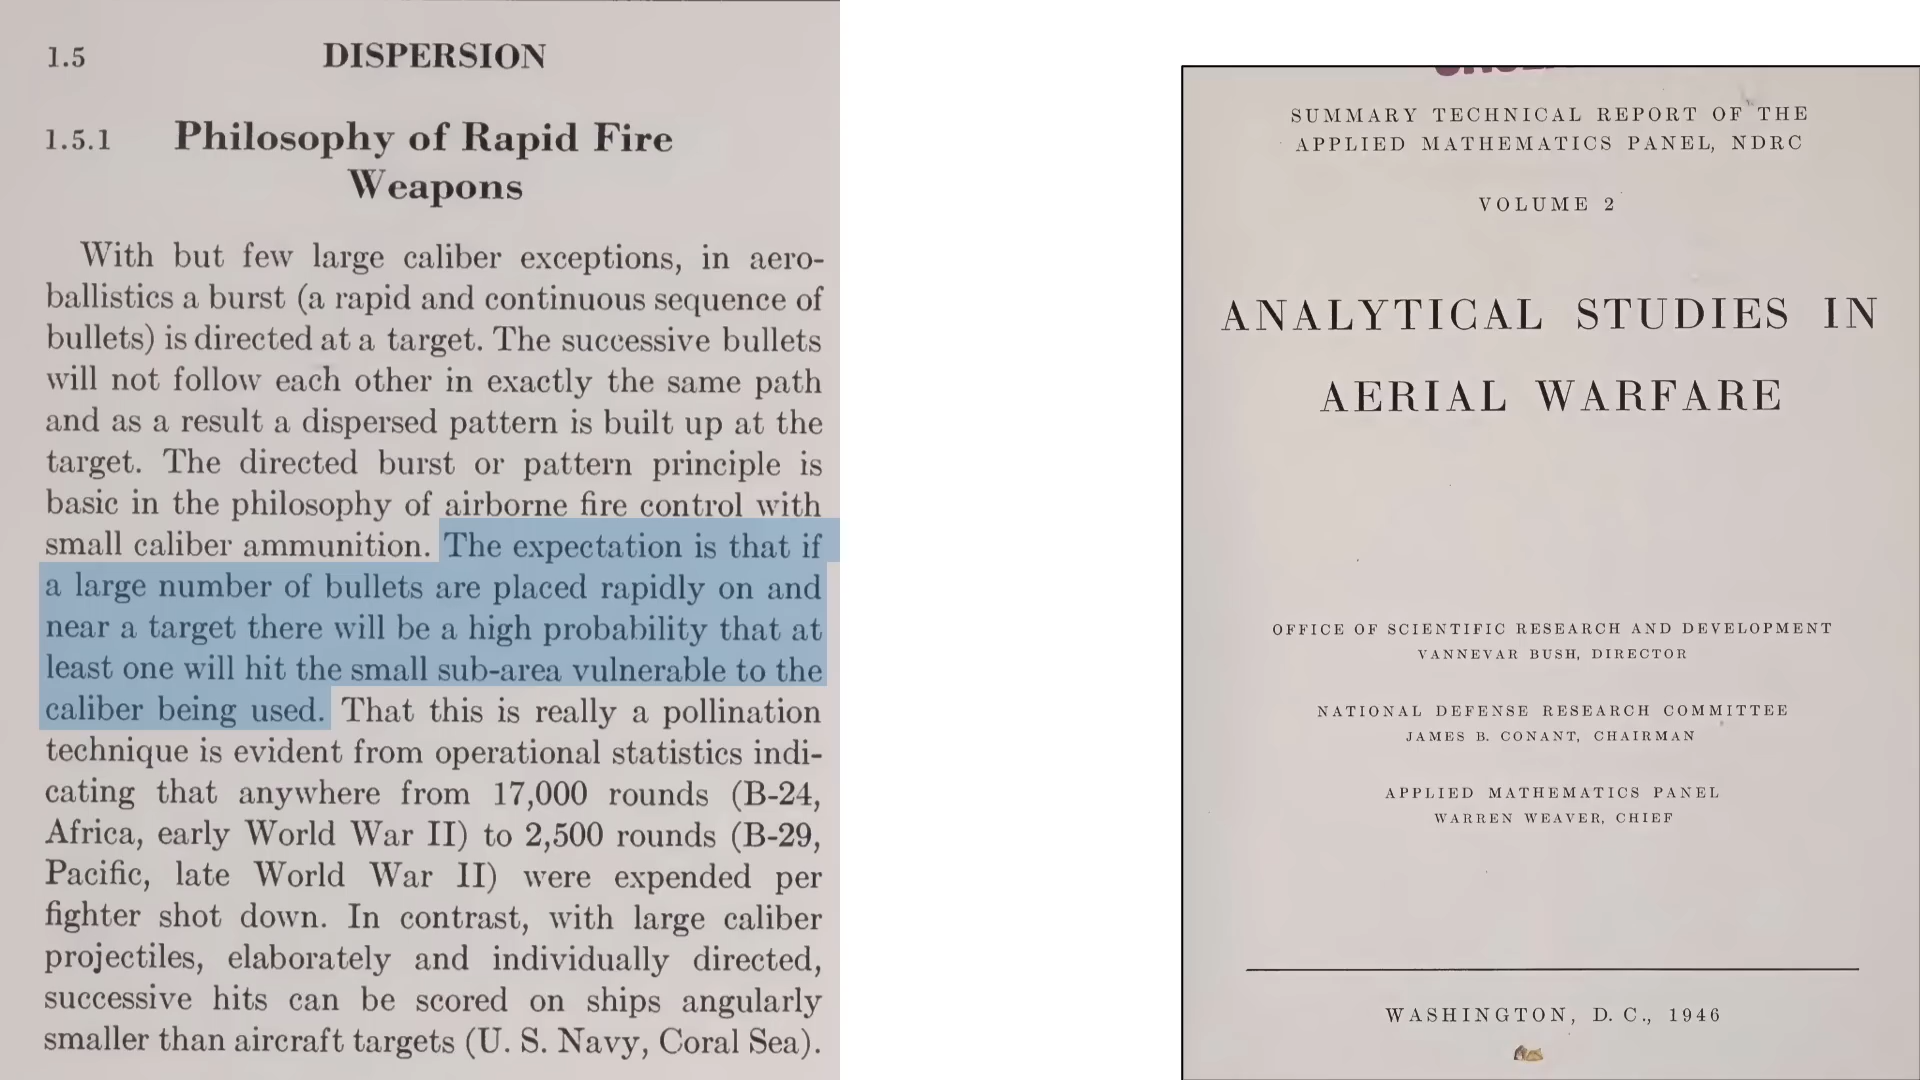 1.5 DISPERSION
1.5.1 Philosophy of Rapid Fire
Weapons
With but few large caliber exceptions, in aero-
ballistics a burst (a rapid and continuous sequence of
bullets) is directed at a target. The successive bullets
will not follow each other in exactly the same path
and as a result a dispersed pattern is built up at the
target. The directed burst or pattern principle is
basic in the philosophy of airborne fire control with
small caliber ammunition. The expectation is that if
a large number of bullets are placed rapidly on and
near a target there will be a high probability that at
least one will hit the small sub-area vulnerable to the
caliber being used. That this is really a pollination
technique is evident from operational statistics indi-
cating that anywhere from 17,000 rounds (B-24,
Africa, early World War II) to 2,500 rounds (B-29,
Pacific, late World War II) were expended per
fighter shot down. In contrast, with large caliber
projectiles, elaborately and individually directed,
successive hits can be scored on ships angularly
smaller than aircraft targets (U. S. Navy, Coral Sea).
SUMMARY TECHNICAL REPORT OF THE
APPLIED MATHEMATICS PANEL, NDRC
VOLUME 2
ANALYTICAL STUDIES IN
AERIAL WARFARE
OFFICE OF SCIENTIFIC RESEARCH AND DEVELOPMENT
VANNEVAR BUSH, DIRECTOR
NATIONAL DEFENSE RESEARCH COMMITTEE
JAMES B. CONANT, CHAIRMAN
APPLIED MATHEMATICS PANEL
WARREN WEAVER, CHIEF
WASHINGTON, D. C., 1946